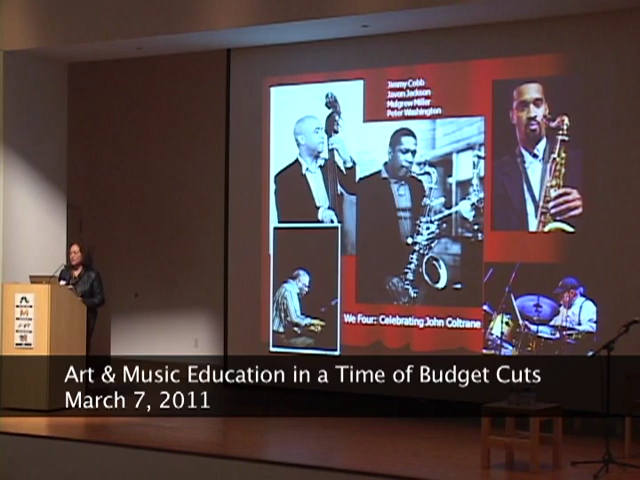 Jimmy Cobb
Javon Jackson
Mulgrew Miller
Peter Washington
We Four: Celebrating John Coltrane
Art & Music Education in a Time of Budget Cuts
March 7, 2011